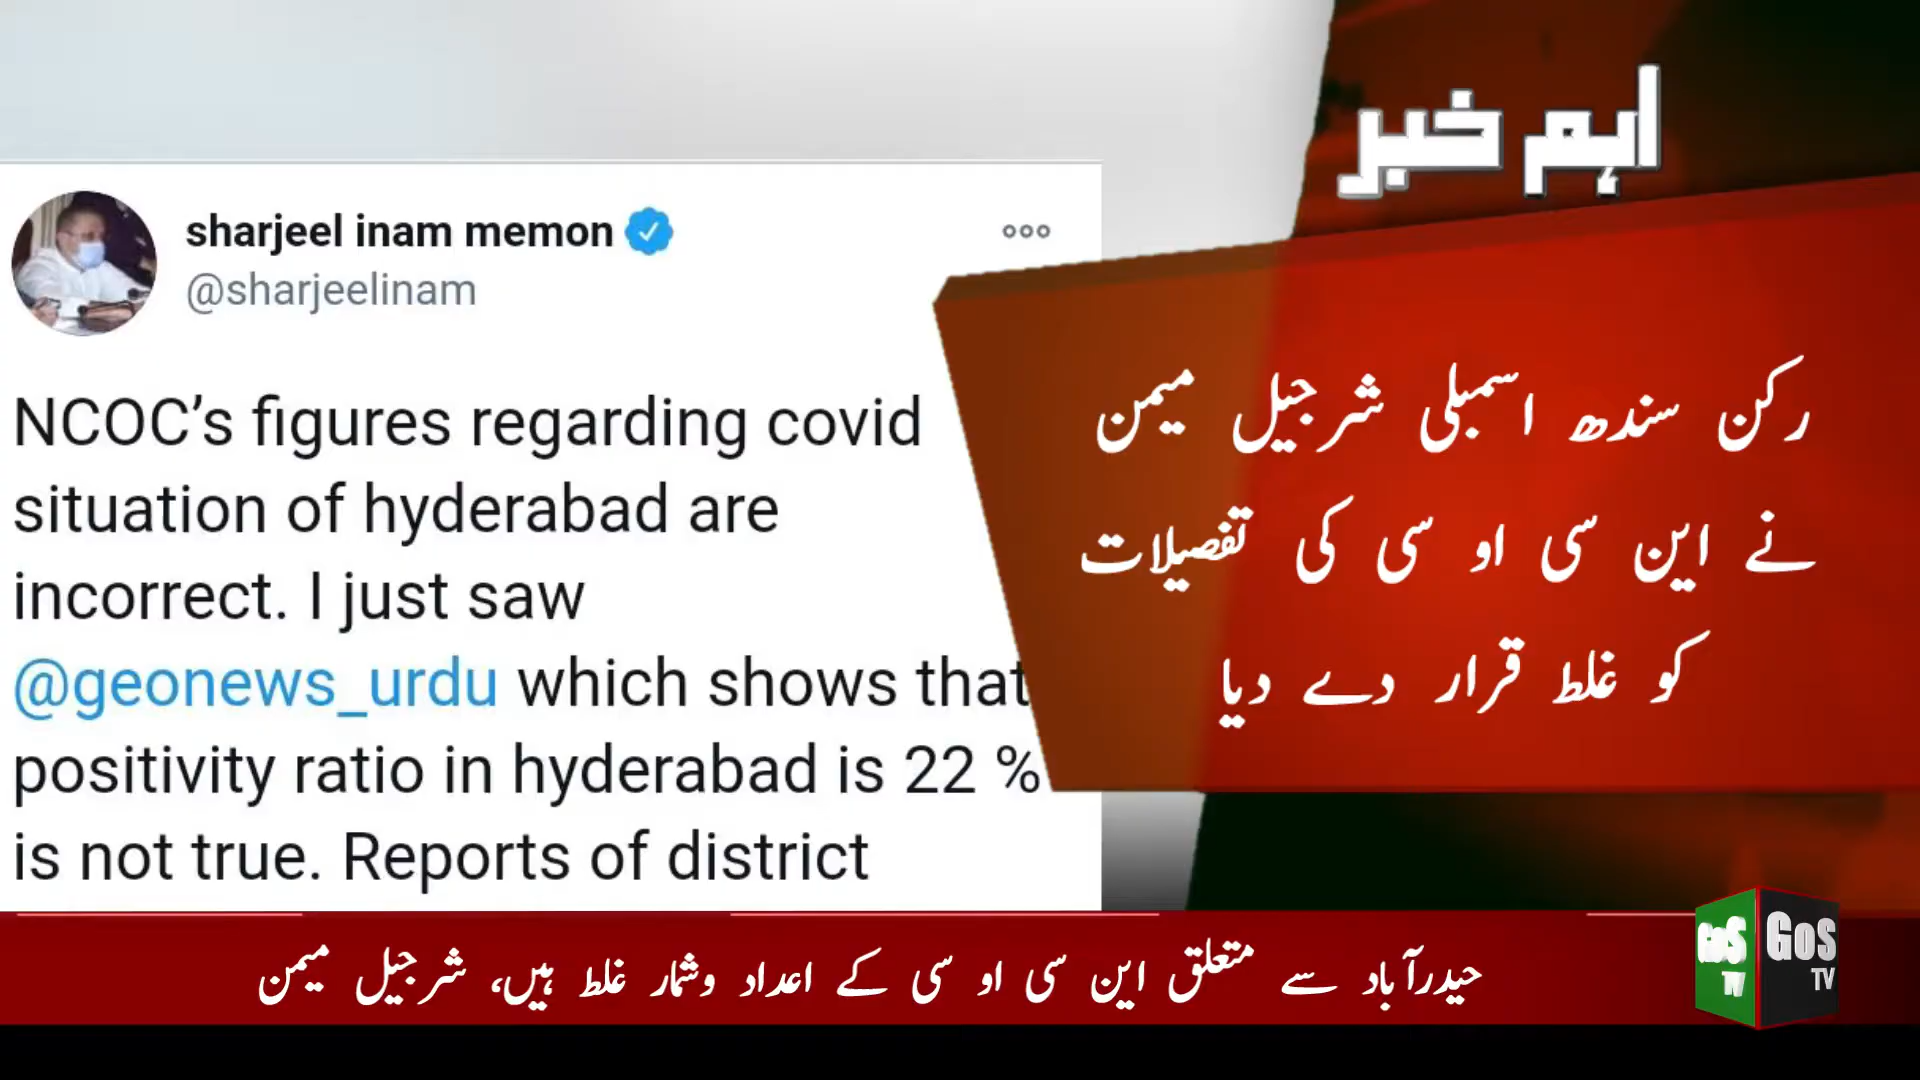 اہم خبر
sharjeel inam memon
@sharjeelinam
NCOC’s figures regarding covid
situation of hyderabad are
incorrect. I just saw
@geonews_urdu which shows that
positivity ratio in hyderabad is 22 %
is not true. Reports of district
رکن سندھ اسمبلی شرجیل میمن
نے این سی او سی کی تفصیلات
کو غلط قرار دے دیا
حیدرآباد سے متعلق این سی او سی کے اعداد وشمار غلط ہیں، شرجیل میمن
GoS
TV
GoS
TV